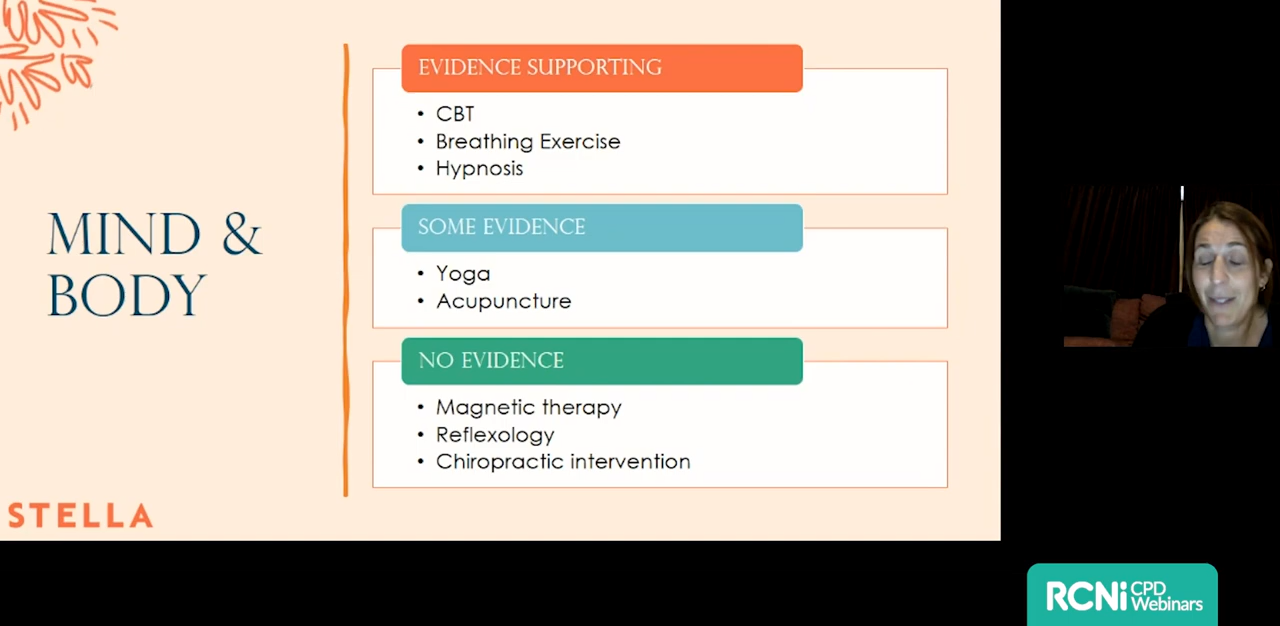 MIND &
BODY
EVIDENCE SUPPORTING
• CBT
• Breathing Exercise
• Hypnosis
SOME EVIDENCE
• Yoga
• Acupuncture
NO EVIDENCE
• Magnetic therapy
• Reflexology
• Chiropractic intervention
STELLA
RCNi CPD
Webinars